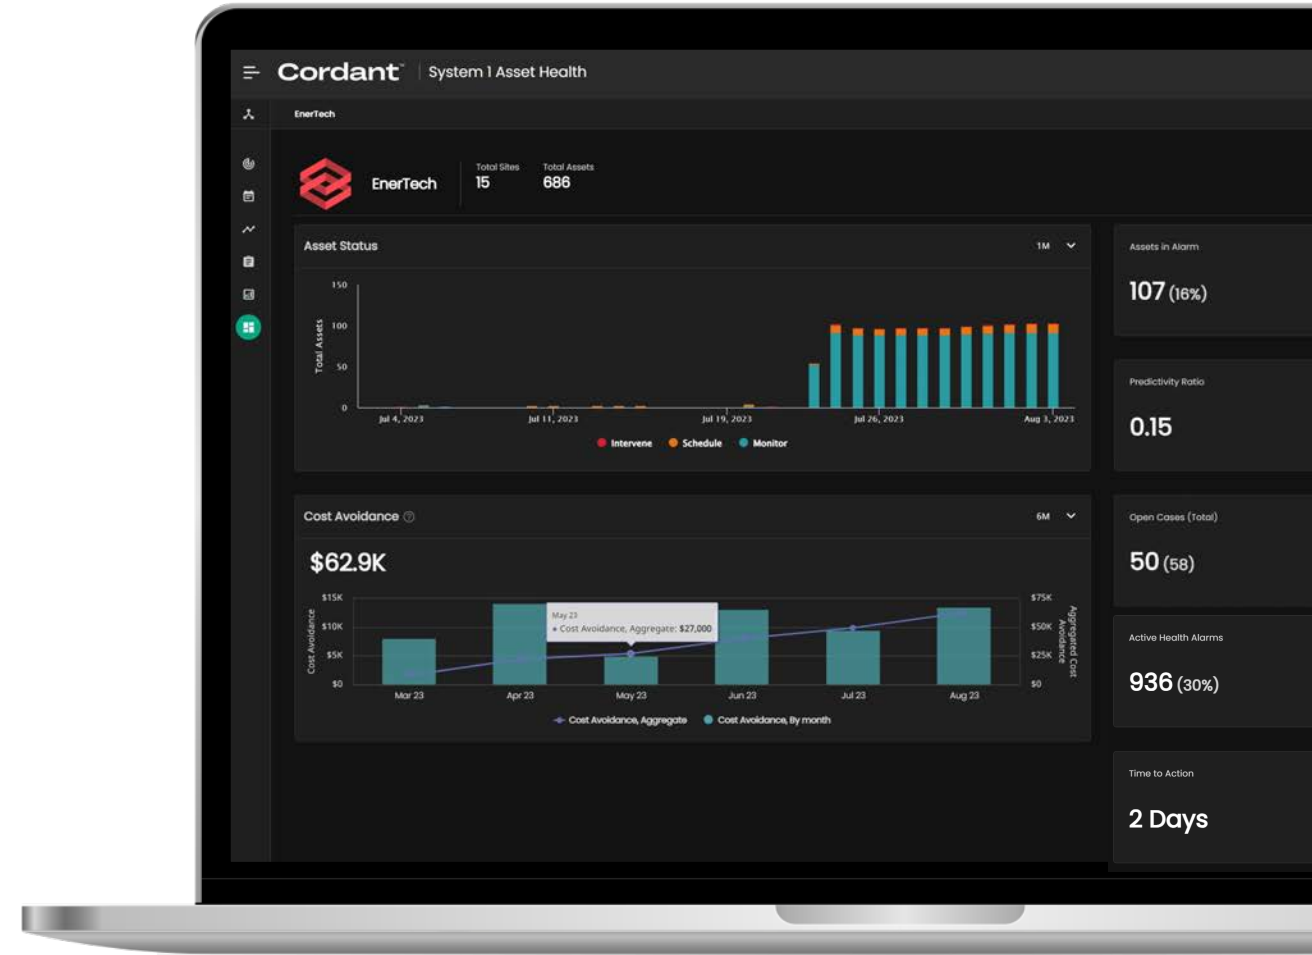 Cordant™ System 1 Asset Health
EnerTech
EnerTech
Total Sites
15
Total Assets
686
Asset Status
1M
150
100
50
0
Total Assets
Jul 4, 2023
Jul 11, 2023
Jul 19, 2023
Jul 26, 2023
Aug 3, 2023
Intervene
Schedule
Monitor
Cost Avoidance ?
6M
$62.9K
$15K
$10K
$5K
$0
Cost Avoidance
May 23
Cost Avoidance, Aggregate: $27,000
$75K
$50K
$25K
$0
Aggregated Cost
Avoidance
Mar 23
Apr 23
May 23
Jun 23
Jul 23
Aug 23
Cost Avoidance, Aggregate
Cost Avoidance, By month
Assets in Alarm
107 (16%)
Predictivity Ratio
0.15
Open Cases (Total)
50 (58)
Active Health Alarms
936 (30%)
Time to Action
2 Days